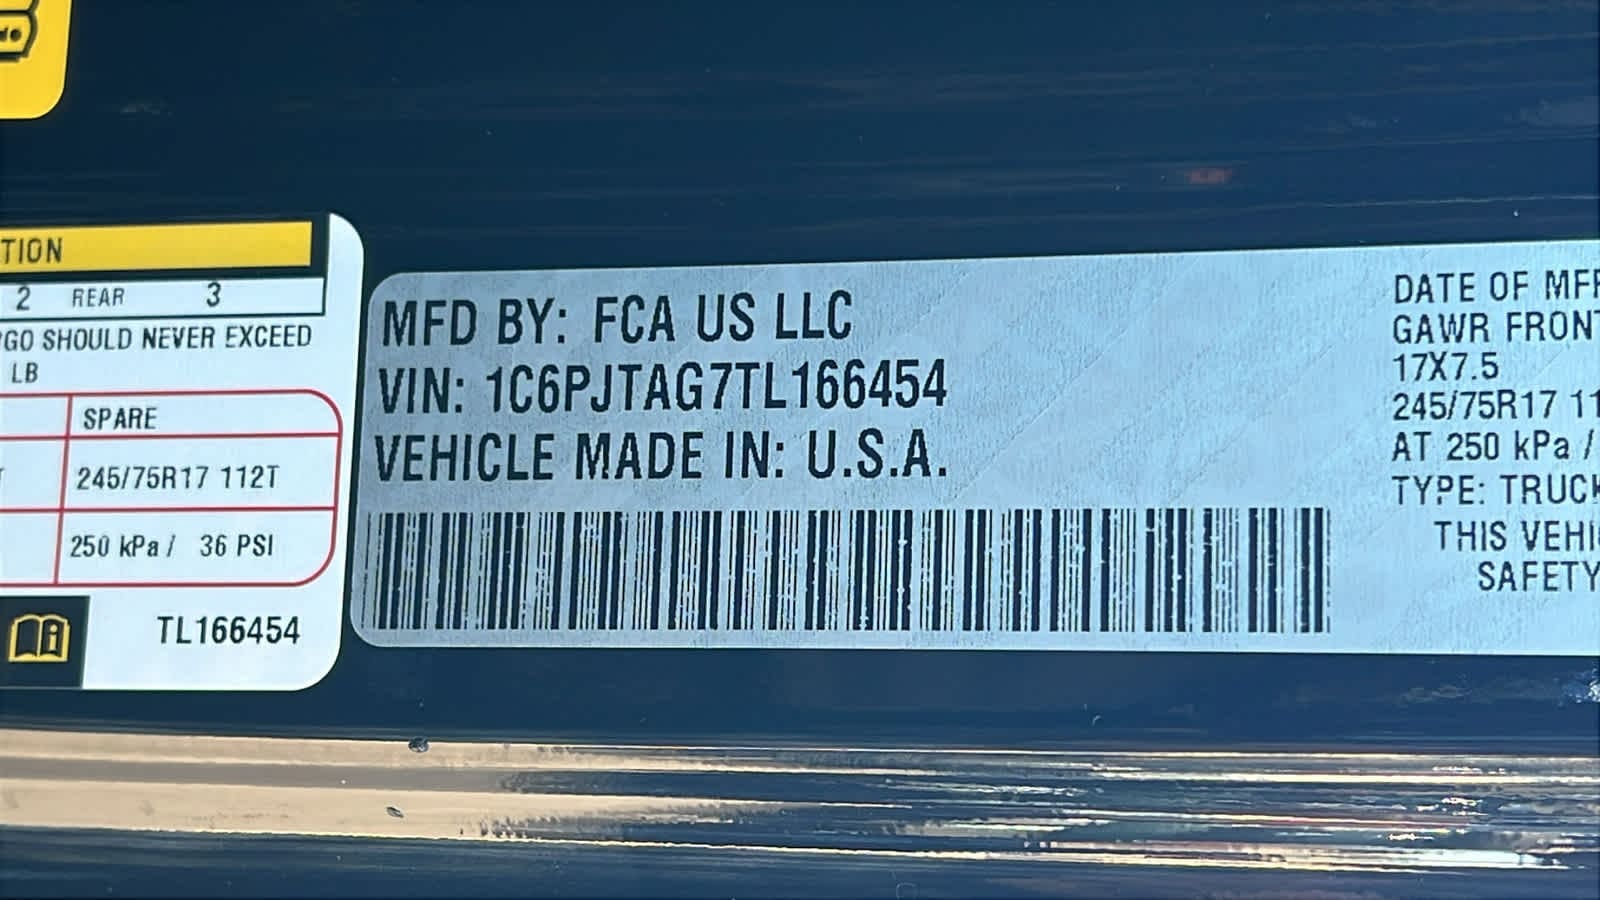 TION
2 REAR 3
GO SHOULD NEVER EXCEED
LB
SPARE
245/75R17 112T
250 kPa / 36 PSI
TL166454
MFD BY: FCA US LLC
VIN: 1C6PJTAG7TL166454
VEHICLE MADE IN: U.S.A.
DATE OF MF
GAWR FRONT
17X7.5
245/75R17 11
AT 250 kPa /
TYPE: TRUCK
THIS VEHI
SAFETY